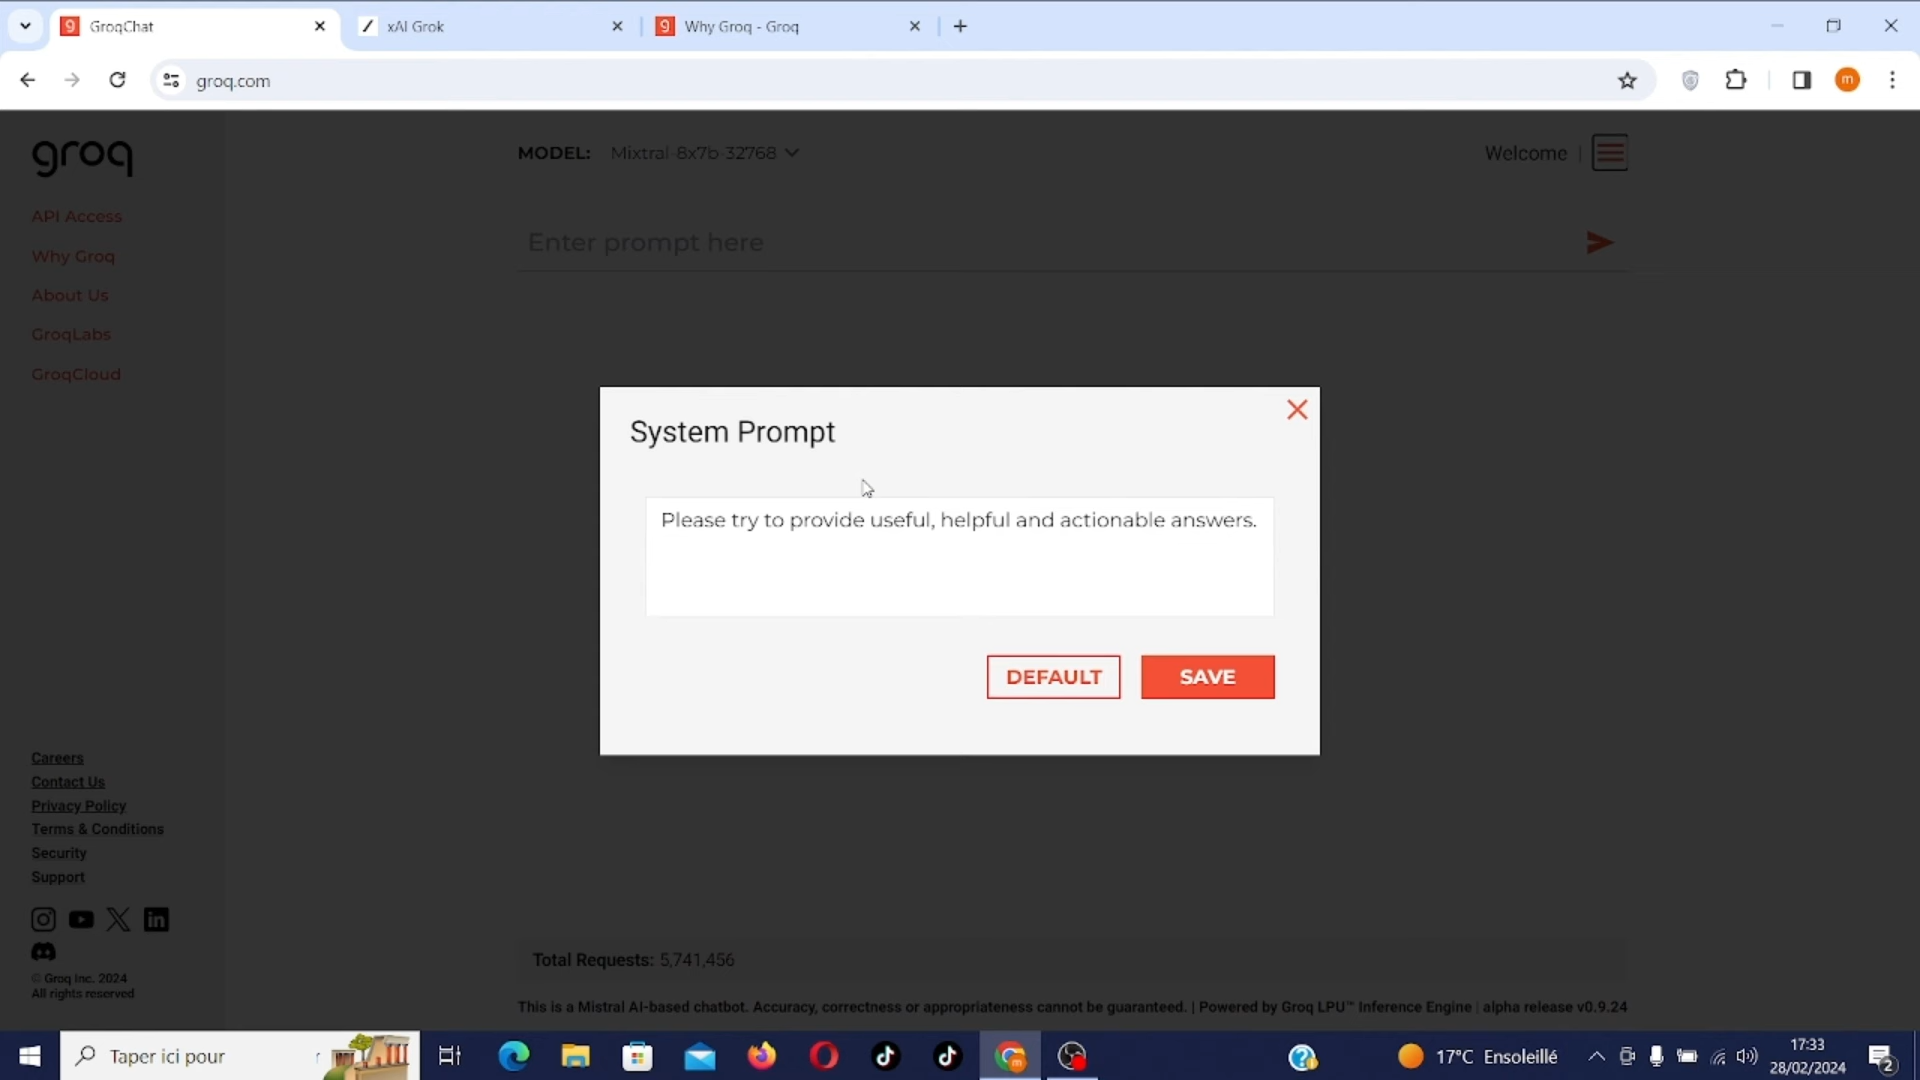 GroqChat
xAI Grok
Why Groq - Groq
groq.com
m
groq
MODEL: Mixtral-8x7b-32768
Welcome |
API Access
Why Groq
About Us
GroqLabs
GroqCloud
Enter prompt here
System Prompt
Please try to provide useful, helpful and actionable answers.
DEFAULT
SAVE
Careers
Contact Us
Privacy Policy
Terms & Conditions
Security
Support
© Groq Inc. 2024
All rights reserved
Total Requests: 5,741,456
This is a Mistral AI-based chatbot. Accuracy, correctness or appropriateness cannot be guaranteed. | Powered by Groq LPU™ Inference Engine | alpha release v0.9.24
Taper ici pour
17°C Ensoleillé
17:33
28/02/2024
2